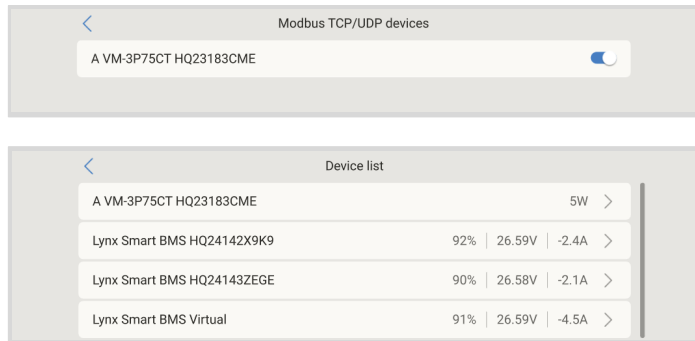 Modbus TCP/UDP devices
A VM-3P75CT HQ23183CME
Device list
A VM-3P75CT HQ23183CME 5W
Lynx Smart BMS HQ24142X9K9 92% 26.59V -2.4A
Lynx Smart BMS HQ24143ZEGE 90% 26.58V -2.1A
Lynx Smart BMS Virtual 91% 26.59V -4.5A